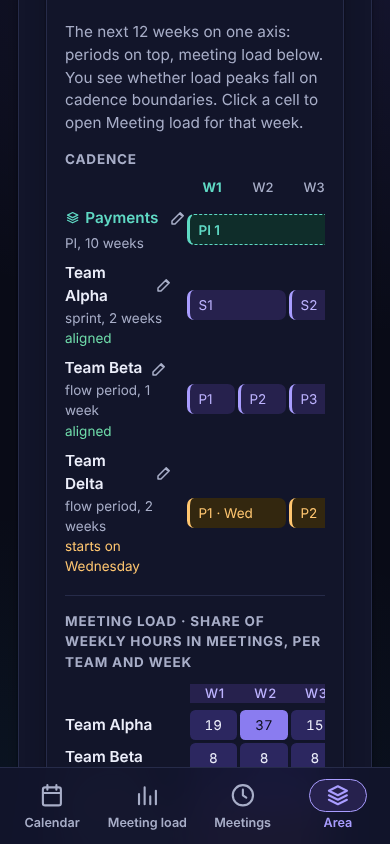 The next 12 weeks on one axis:
periods on top, meeting load below.
You see whether load peaks fall on
cadence boundaries. Click a cell to
open Meeting load for that week.
CADENCE
W1 W2 W3
Payments
PI, 10 weeks
PI 1
Team
Alpha
sprint, 2 weeks
aligned
S1 S2
Team Beta
flow period, 1
week
aligned
P1 P2 P3
Team
Delta
flow period, 2
weeks
starts on
Wednesday
P1 · Wed P2
MEETING LOAD · SHARE OF
WEEKLY HOURS IN MEETINGS, PER
TEAM AND WEEK
W1 W2 W3
Team Alpha 19 37 15
Team Beta 8 8 8
Calendar Meeting load Meetings Area